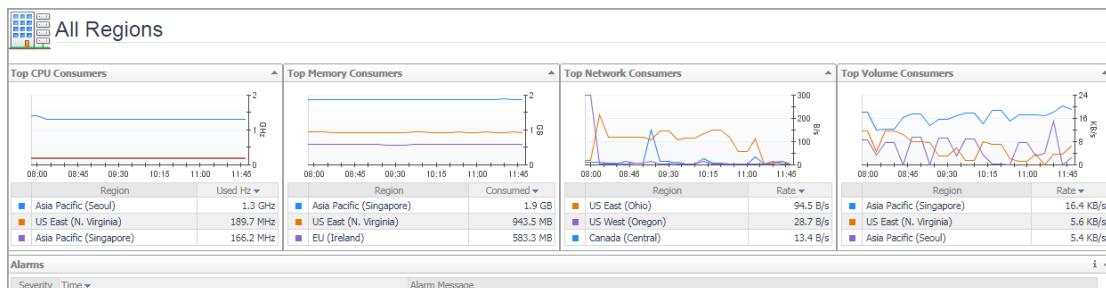 All Regions
Top CPU Consumers
2
1
0
GHz
08:00 08:45 09:30 10:15 11:00 11:45
Region Used Hz
Asia Pacific (Seoul) 1.3 GHz
US East (N. Virginia) 189.7 MHz
Asia Pacific (Singapore) 166.2 MHz
Top Memory Consumers
2
1
0
GB
08:00 08:45 09:30 10:15 11:00 11:45
Region Consumed
Asia Pacific (Singapore) 1.9 GB
US East (N. Virginia) 943.5 MB
EU (Ireland) 583.3 MB
Top Network Consumers
300
200
100
0
B/s
08:00 08:45 09:30 10:15 11:00 11:45
Region Rate
US East (Ohio) 94.5 B/s
US West (Oregon) 28.7 B/s
Canada (Central) 13.4 B/s
Top Volume Consumers
24
16
8
0
KB/s
08:00 08:45 09:30 10:15 11:00 11:45
Region Rate
Asia Pacific (Singapore) 16.4 KB/s
US East (N. Virginia) 5.6 KB/s
Asia Pacific (Seoul) 5.4 KB/s
Alarms
Severity Time Alarm Message